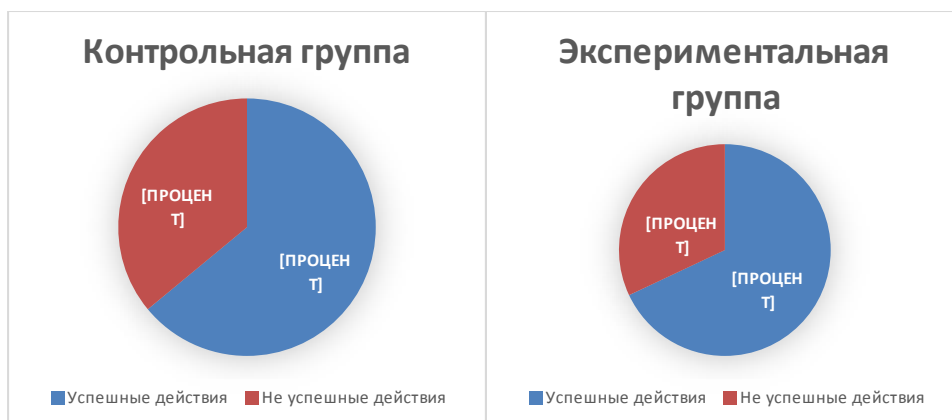 Контрольная группа
[ПРОЦЕН
Т]
[ПРОЦЕН
Т]
Успешные действия Не успешные действия
Экспериментальная
группа
[ПРОЦЕН
Т]
[ПРОЦЕН
Т]
Успешные действия Не успешные действия